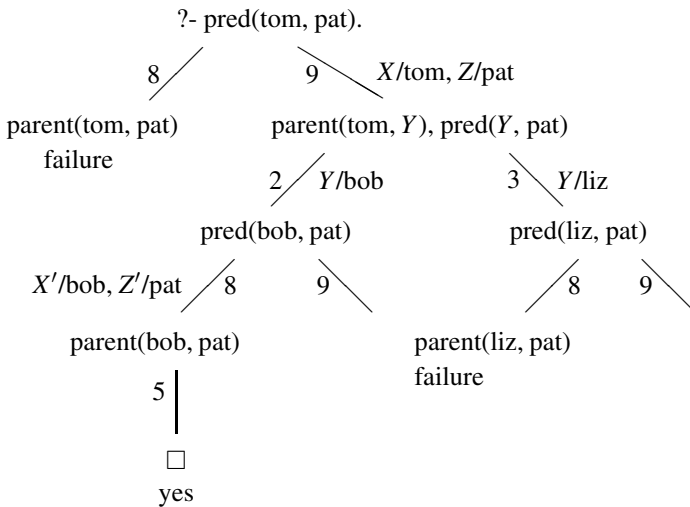 ?- pred(tom, pat).
8 9 X/tom, Z/pat
parent(tom, pat) parent(tom, Y), pred(Y, pat)
failure
2 Y/bob 3 Y/liz
pred(bob, pat) pred(liz, pat)
X′/bob, Z′/pat 8 9 8 9
parent(bob, pat) parent(liz, pat)
failure
5
□
yes